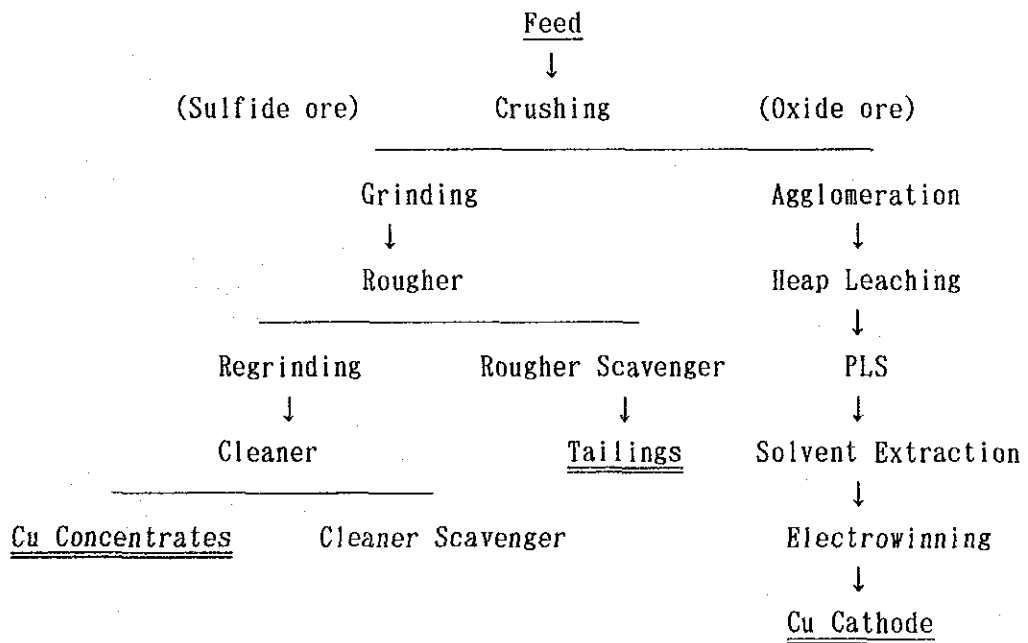 Feed
↓
(Sulfide ore) Crushing (Oxide ore)
Grinding Agglomeration
↓ ↓
Rougher Heap Leaching
↓
Regrinding Rougher Scavenger PLS
↓ ↓ ↓
Cleaner Tailings Solvent Extraction
↓
Cu Concentrates Cleaner Scavenger Electrowinning
↓
Cu Cathode